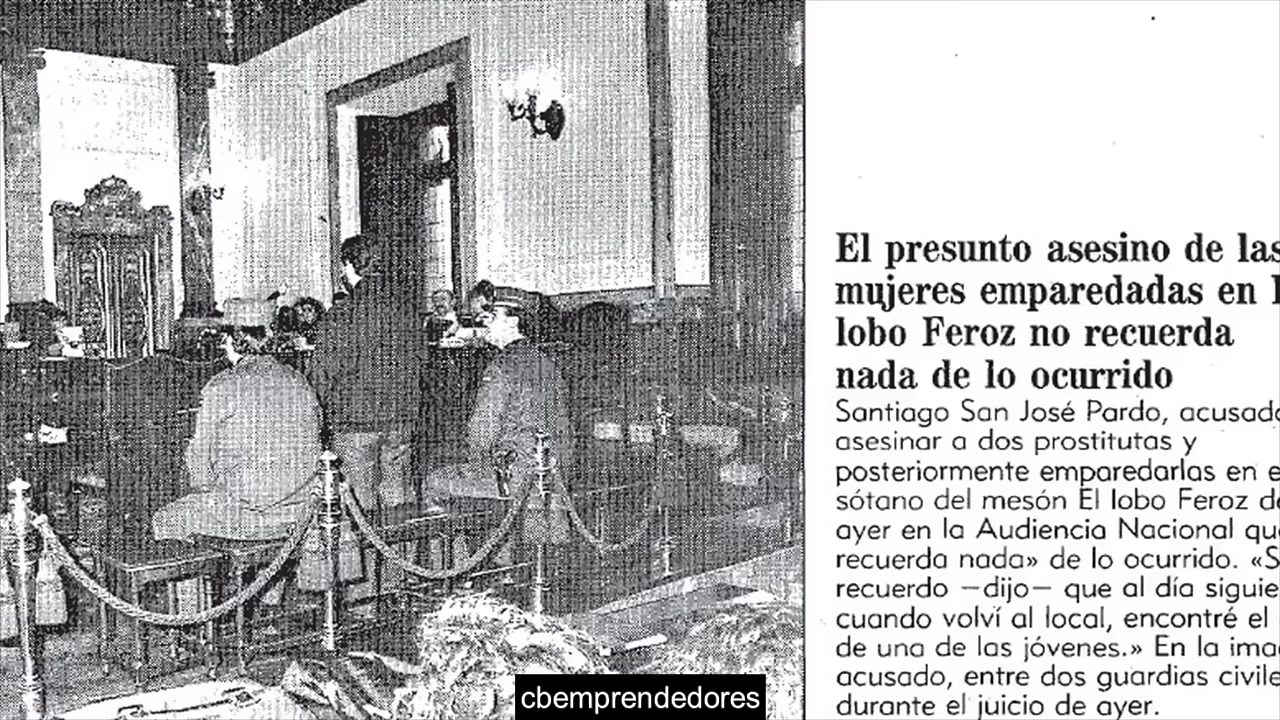 El presunto asesino de las
mujeres emparedadas en
lobo Feroz no recuerda
nada de lo ocurrido
Santiago San José Pardo,
asesinar a dos prostitutas y
posteriormente emparedarlas en
sótano del mesón El lobo Feroz
ayer en la Audiencia Nacional
recuerda nada» de lo ocurrido.
recuerdo —dijo— que al día
cuando volví al local, encontré el
de una de las jóvenes.» En la
acusado, entre dos guardias
durante el juicio de ayer.
cbemprendedores